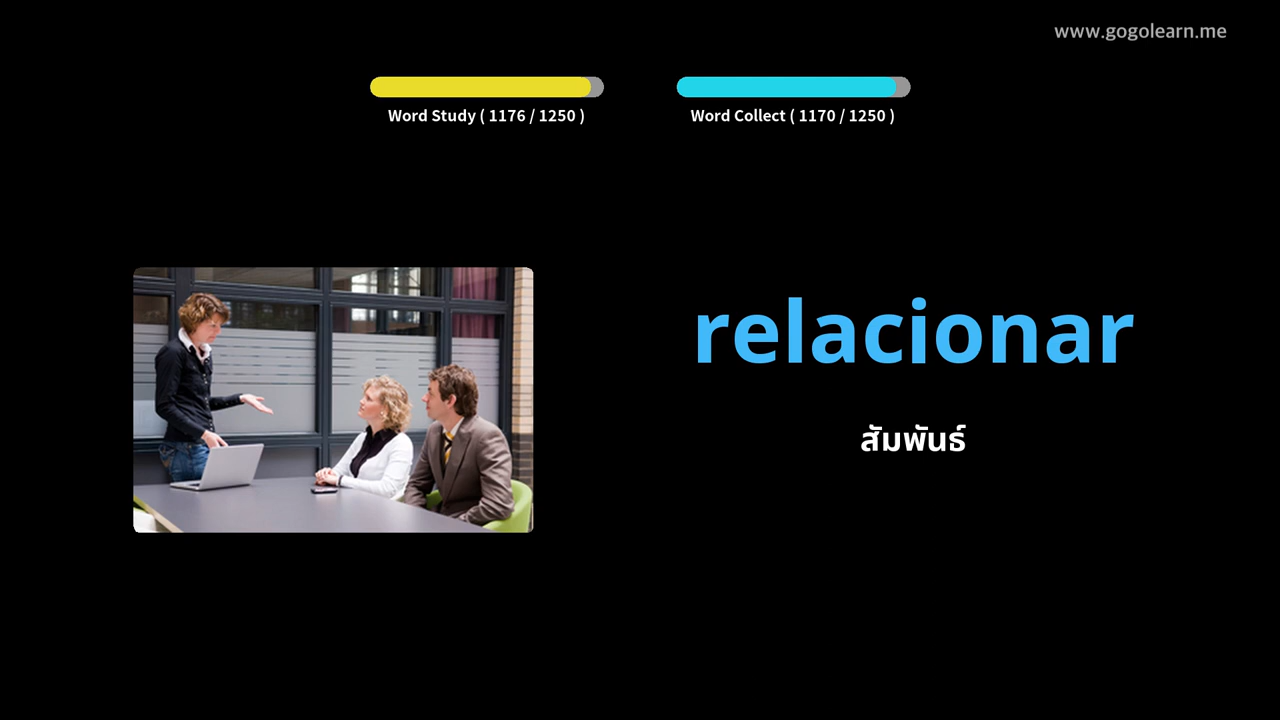 www.gogolearn.me
Word Study ( 1176 / 1250 )
Word Collect ( 1170 / 1250 )
relacionar
สัมพันธ์